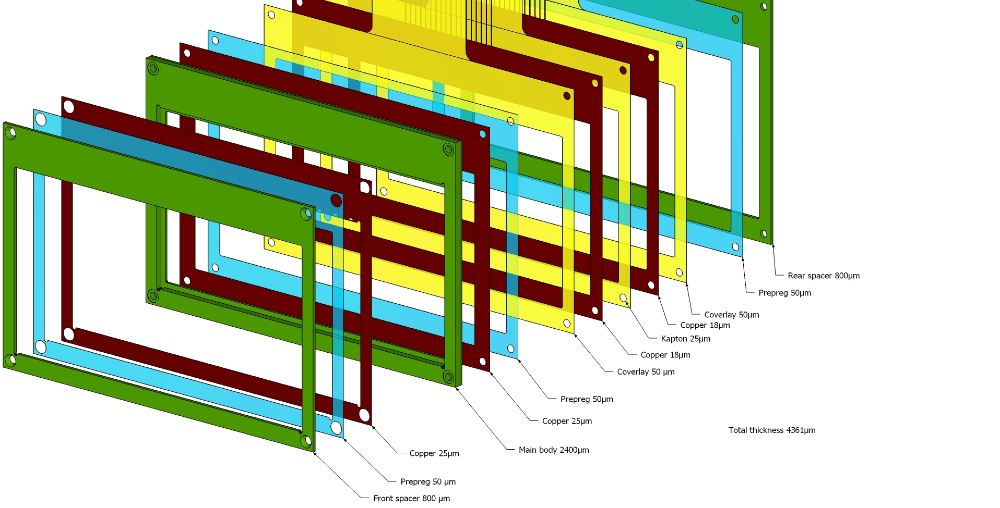 Rear spacer 800µm
Prepreg 50µm
Coverlay 50µm
Copper 18µm
Kapton 25µm
Copper 18µm
Coverlay 50 µm
Prepreg 50µm
Copper 25µm
Total thickness 4361µm
Main body 2400µm
Copper 25µm
Prepreg 50 µm
Front spacer 800 µm